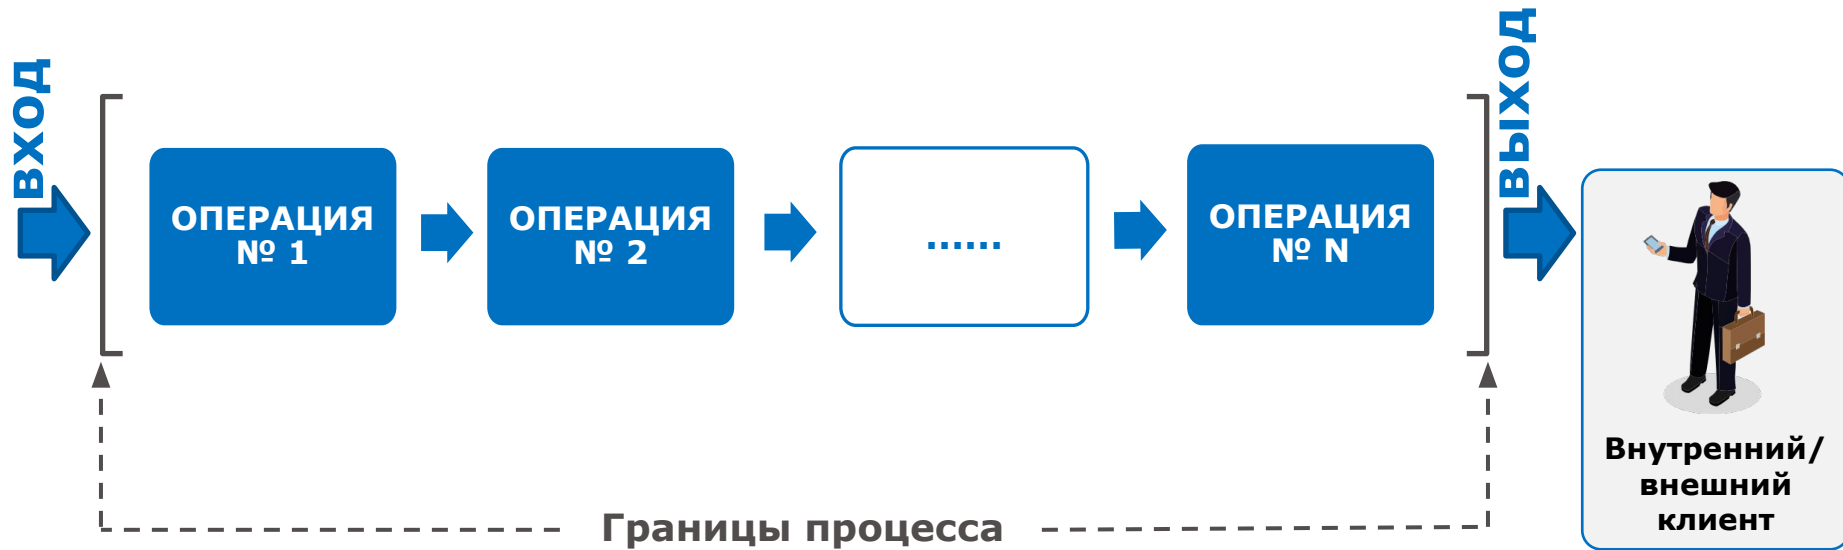 ВХОД
ОПЕРАЦИЯ
№ 1
ОПЕРАЦИЯ
№ 2
......
ОПЕРАЦИЯ
№ N
ВЫХОД
Внутренний/
внешний
клиент
Границы процесса